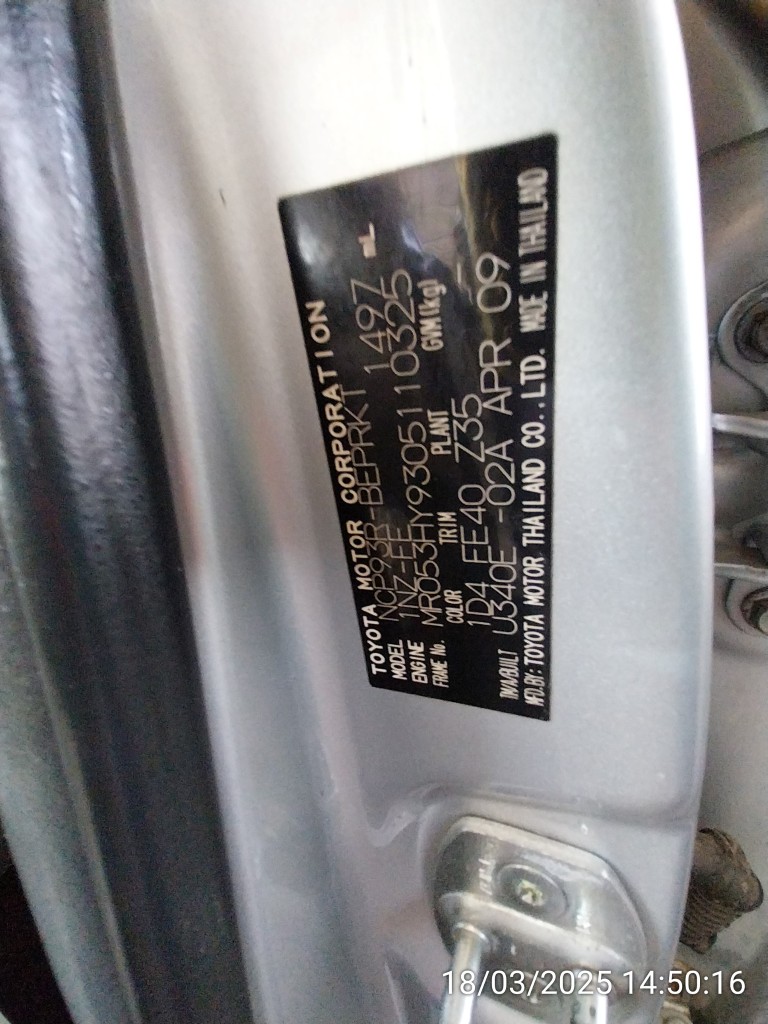 TOYOTA MOTOR CORPORATION
MODEL NCP93R-BEPRKT 1497 mL
ENGINE 1NZ-FE
FRAME No. MR053HY9305110325
COLOR TRIM PLANT GVM(kg)
1D4 FE40 Z35 -
T/M/BUILT U340E -02A APR 09
MFD.BY: TOYOTA MOTOR THAILAND CO.,LTD. MADE IN THAILAND
18/03/2025 14:50:16